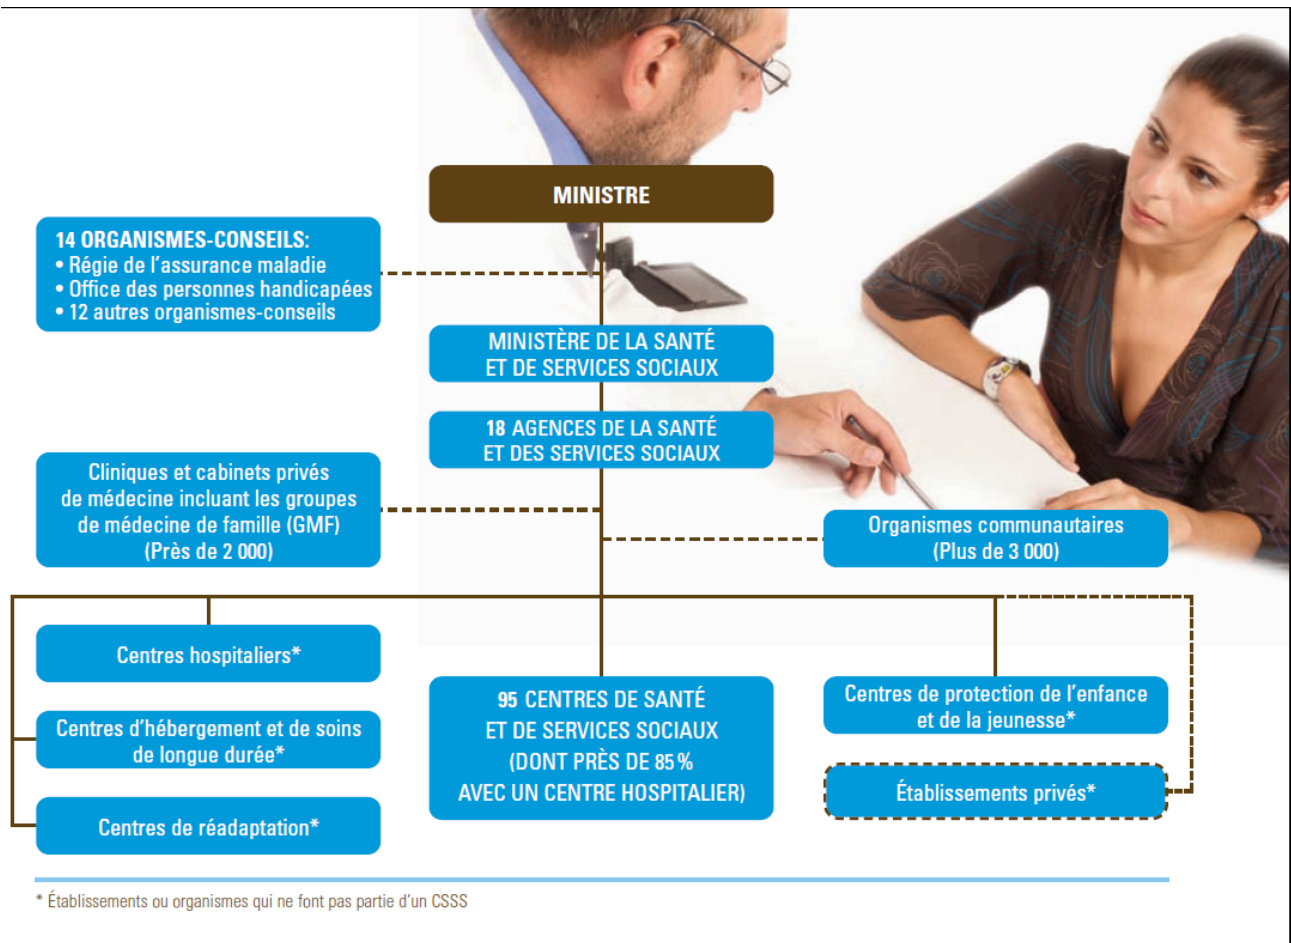 MINISTRE
14 ORGANISMES-CONSEILS:
• Régie de l'assurance maladie
• Office des personnes handicapées
• 12 autres organismes-conseils
MINISTÈRE DE LA SANTÉ
ET DE SERVICES SOCIAUX
18 AGENCES DE LA SANTÉ
ET DES SERVICES SOCIAUX
Cliniques et cabinets privés
de médecine incluant les groupes
de médecine de famille (GMF)
(Près de 2 000)
Organismes communautaires
(Plus de 3 000)
Centres hospitaliers*
Centres d'hébergement et de soins
de longue durée*
Centres de réadaptation*
95 CENTRES DE SANTÉ
ET DE SERVICES SOCIAUX
(DONT PRÈS DE 85 %
AVEC UN CENTRE HOSPITALIER)
Centres de protection de l'enfance
et de la jeunesse*
Établissements privés*
* Établissements ou organismes qui ne font pas partie d'un CSSS